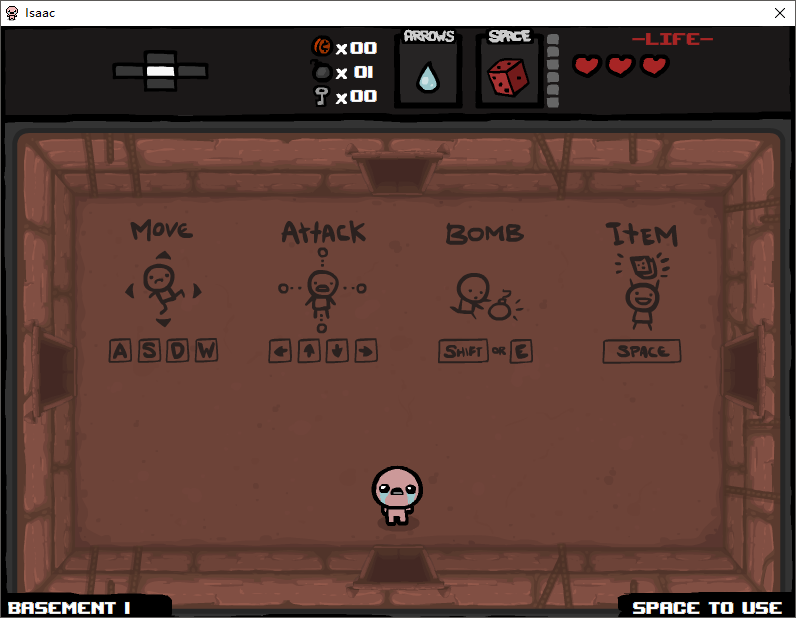 Isaac
x00
x 01
x00
ARROWS
SPACE
—LIFE—
MOVE
ATTACK
BOMB
ITEM
A S D W
← ↑ ↓ →
SHIFT OR E
SPACE
BASEMENT I
SPACE TO USE